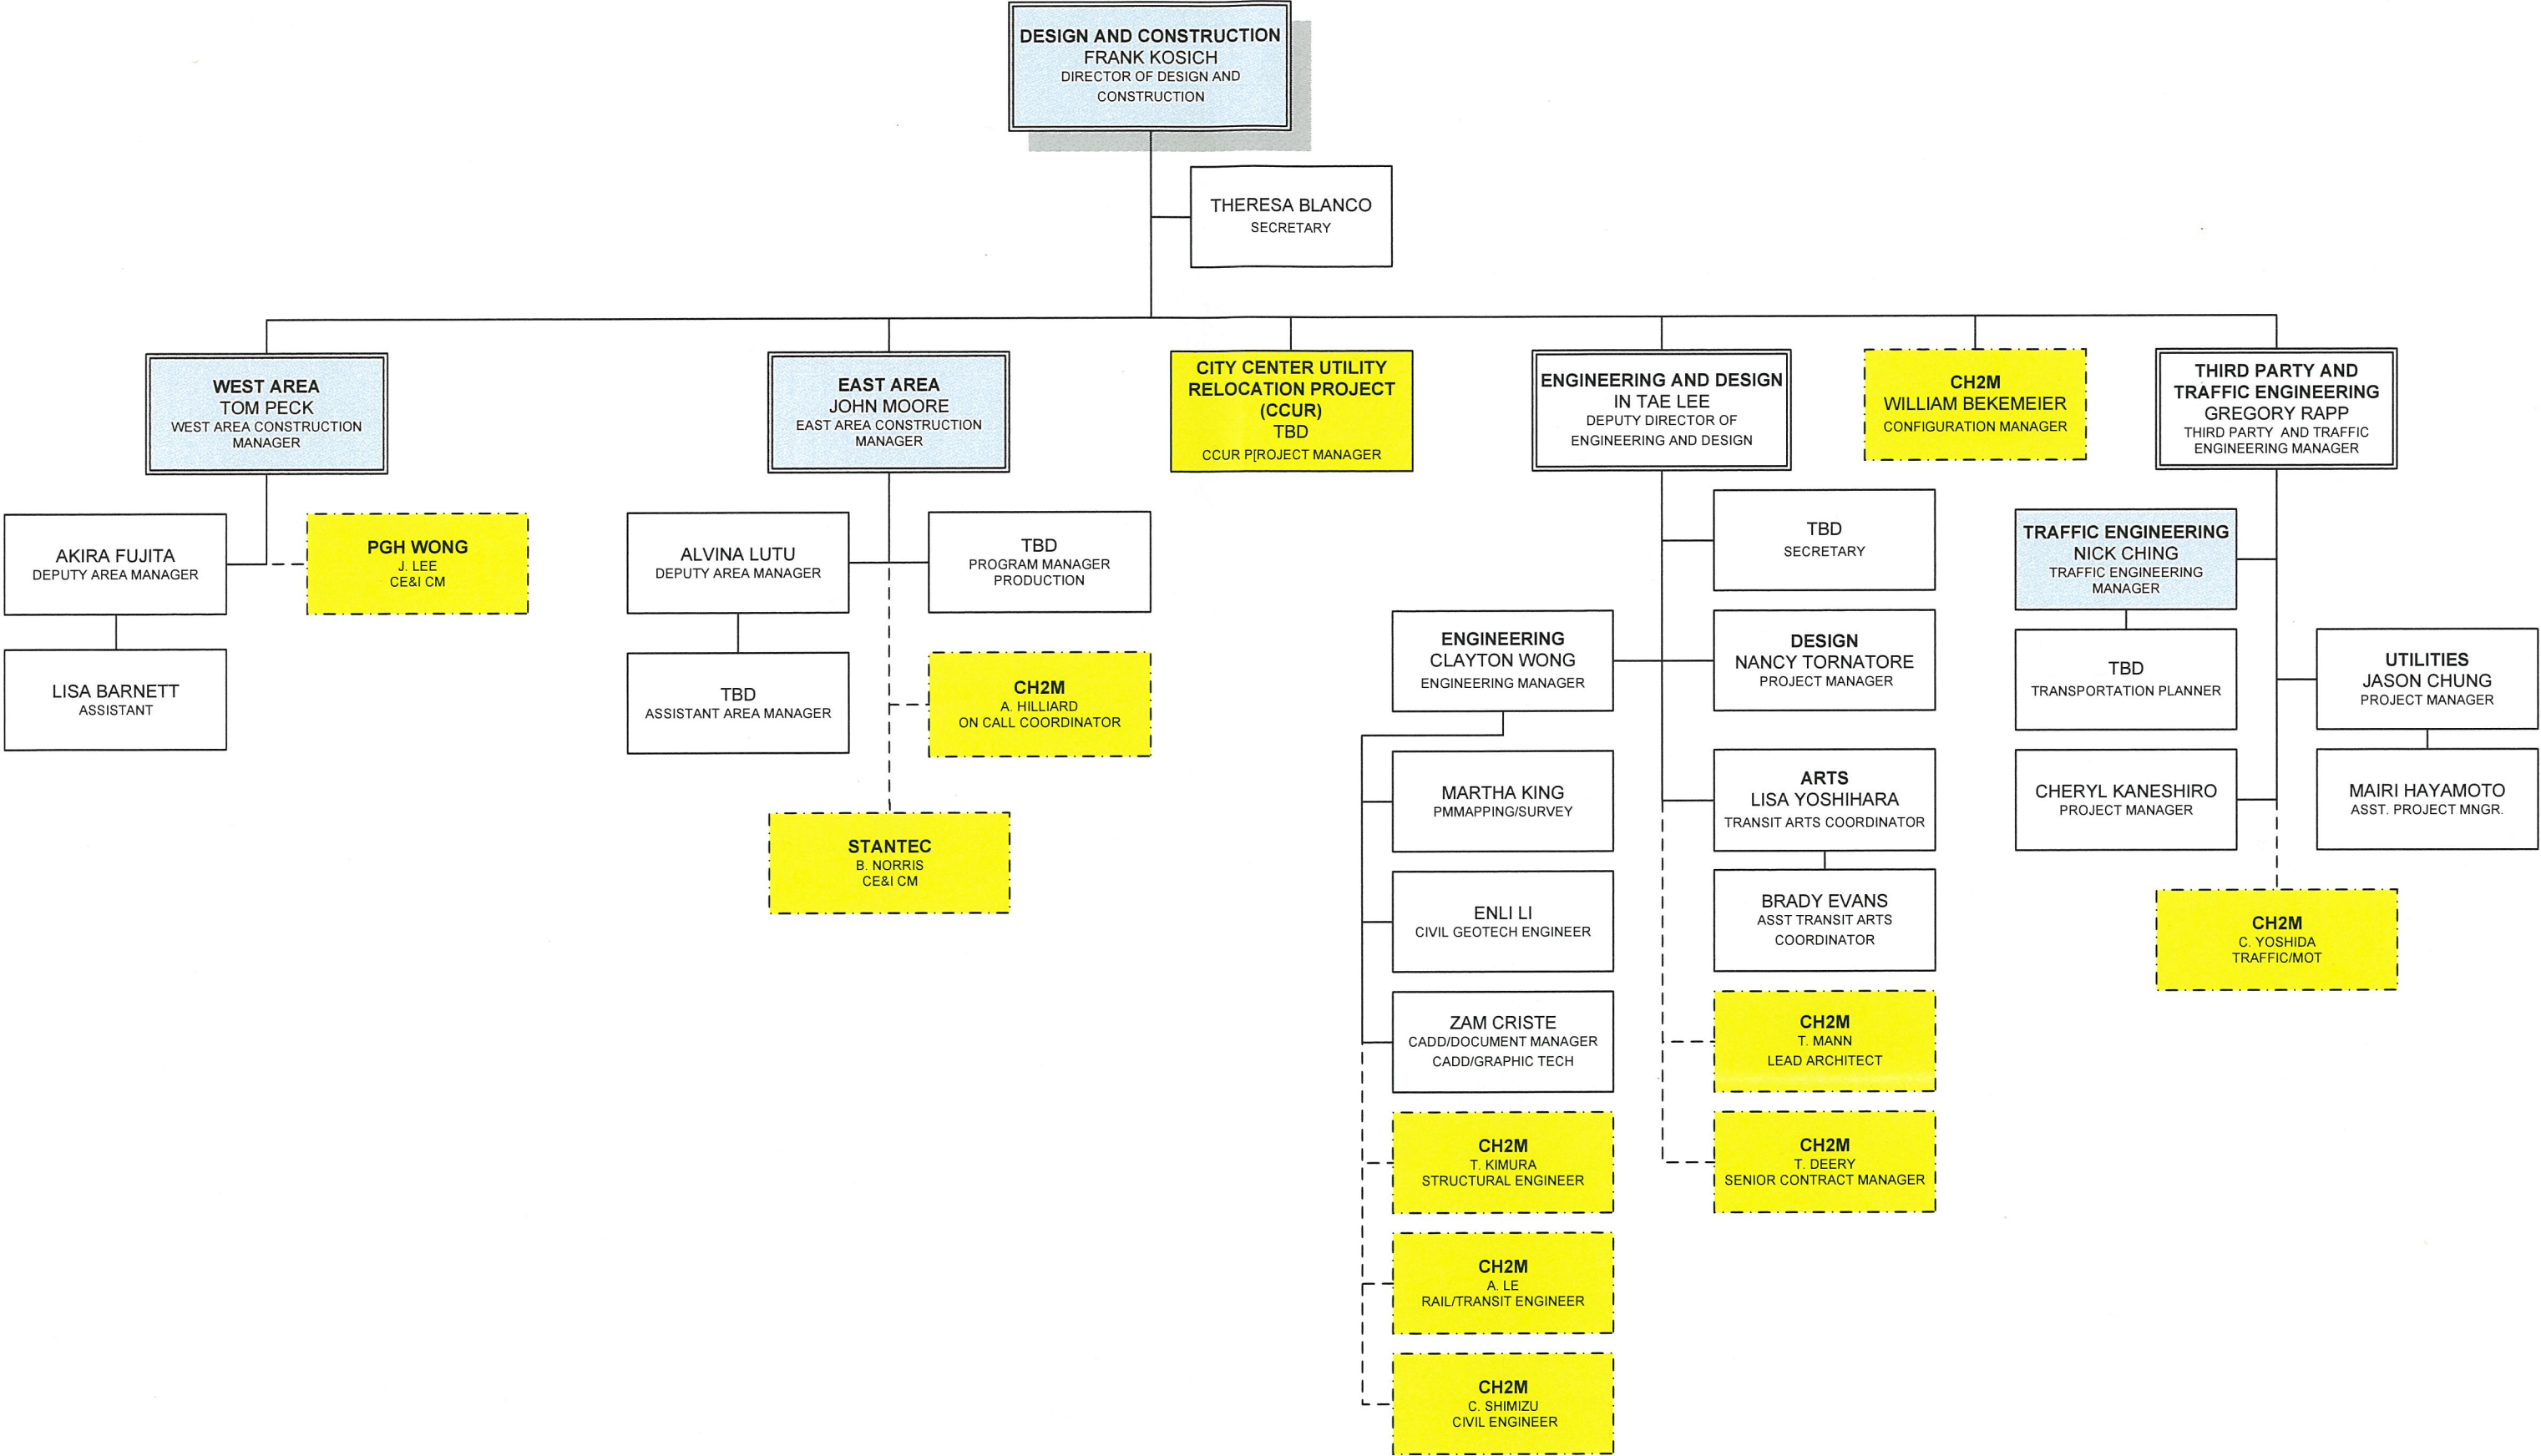 DESIGN AND CONSTRUCTION
FRANK KOSICH
DIRECTOR OF DESIGN AND
CONSTRUCTION
THERESA BLANCO
SECRETARY
WEST AREA
TOM PECK
WEST AREA CONSTRUCTION
MANAGER
EAST AREA
JOHN MOORE
EAST AREA CONSTRUCTION
MANAGER
CITY CENTER UTILITY
RELOCATION PROJECT
(CCUR)
TBD
CCUR P[ROJECT MANAGER
ENGINEERING AND DESIGN
IN TAE LEE
DEPUTY DIRECTOR OF
ENGINEERING AND DESIGN
CH2M
WILLIAM BEKEMEIER
CONFIGURATION MANAGER
THIRD PARTY AND
TRAFFIC ENGINEERING
GREGORY RAPP
THIRD PARTY AND TRAFFIC
ENGINEERING MANAGER
AKIRA FUJITA
DEPUTY AREA MANAGER
PGH WONG
J. LEE
CE&I CM
LISA BARNETT
ASSISTANT
ALVINA LUTU
DEPUTY AREA MANAGER
TBD
PROGRAM MANAGER
PRODUCTION
TBD
ASSISTANT AREA MANAGER
CH2M
A. HILLIARD
ON CALL COORDINATOR
STANTEC
B. NORRIS
CE&I CM
TBD
SECRETARY
ENGINEERING
CLAYTON WONG
ENGINEERING MANAGER
DESIGN
NANCY TORNATORE
PROJECT MANAGER
MARTHA KING
PMMAPPING/SURVEY
ARTS
LISA YOSHIHARA
TRANSIT ARTS COORDINATOR
ENLI LI
CIVIL GEOTECH ENGINEER
BRADY EVANS
ASST TRANSIT ARTS
COORDINATOR
ZAM CRISTE
CADD/DOCUMENT MANAGER
CADD/GRAPHIC TECH
CH2M
T. MANN
LEAD ARCHITECT
CH2M
T. KIMURA
STRUCTURAL ENGINEER
CH2M
T. DEERY
SENIOR CONTRACT MANAGER
CH2M
A. LE
RAIL/TRANSIT ENGINEER
CH2M
C. SHIMIZU
CIVIL ENGINEER
TRAFFIC ENGINEERING
NICK CHING
TRAFFIC ENGINEERING
MANAGER
TBD
TRANSPORTATION PLANNER
UTILITIES
JASON CHUNG
PROJECT MANAGER
CHERYL KANESHIRO
PROJECT MANAGER
MAIRI HAYAMOTO
ASST. PROJECT MNGR.
CH2M
C. YOSHIDA
TRAFFIC/MOT